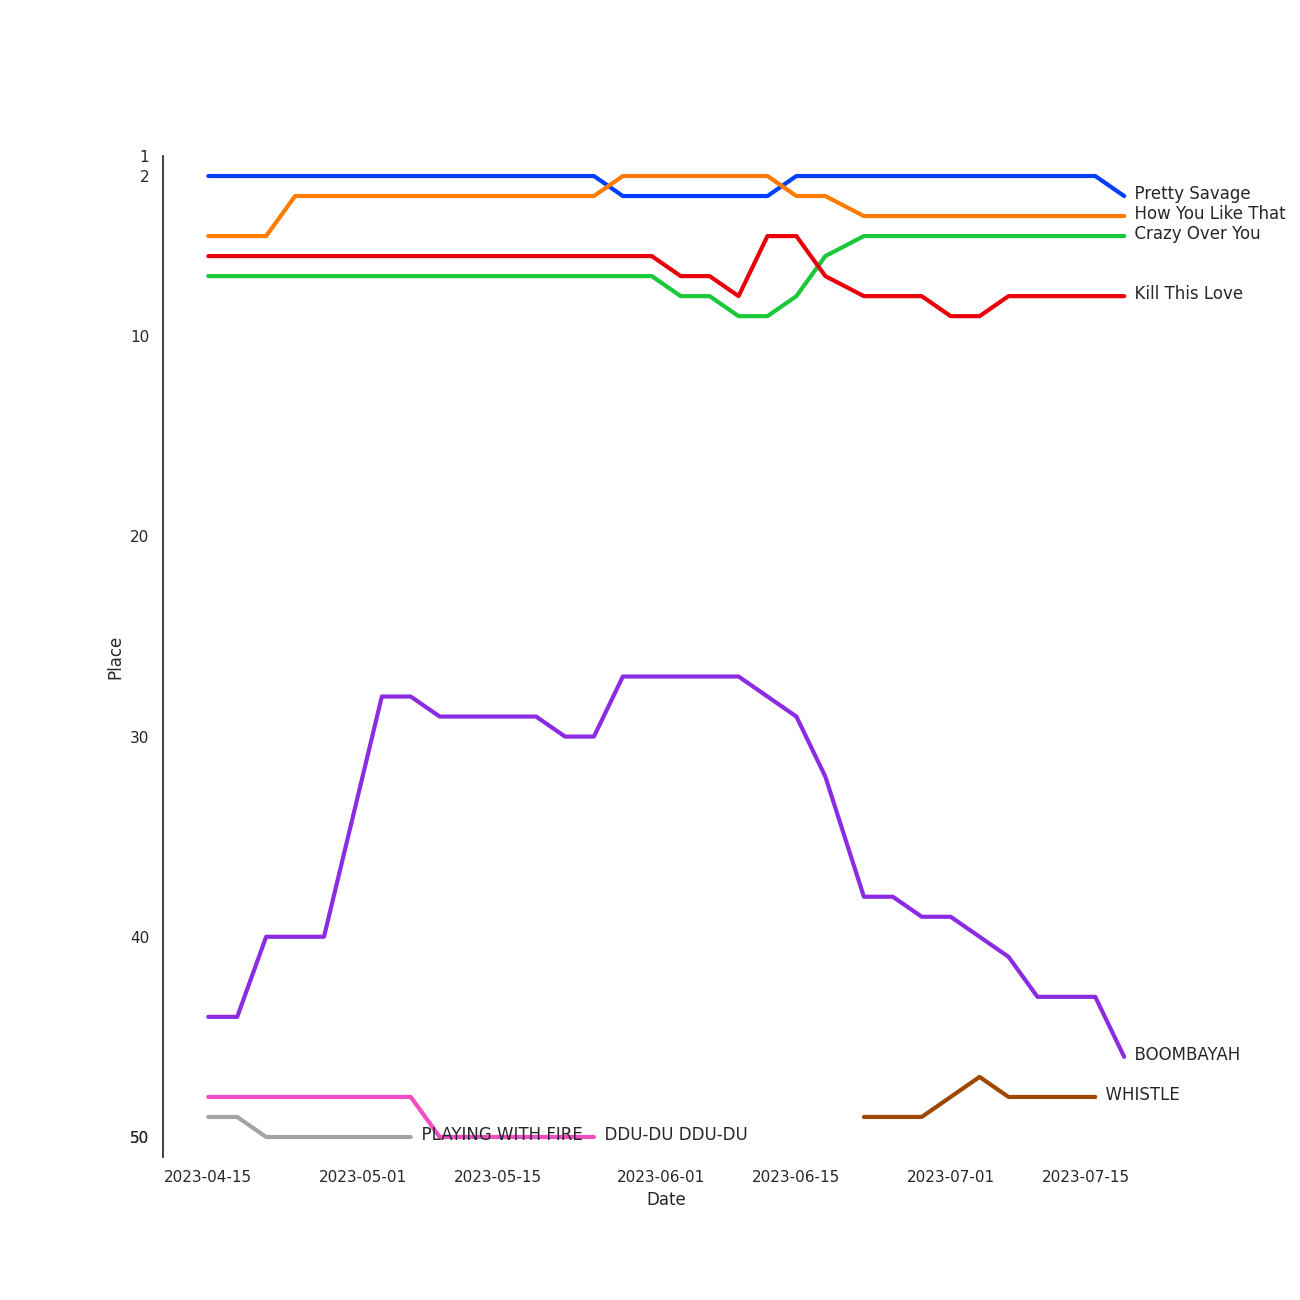 1
2
Pretty Savage
How You Like That
Crazy Over You
Kill This Love
10
20
Place
30
40
BOOMBAYAH
WHISTLE
50
PLAYING WITH FIRE
DDU-DU DDU-DU
2023-04-15
2023-05-01
2023-05-15
2023-06-01
2023-06-15
2023-07-01
2023-07-15
Date